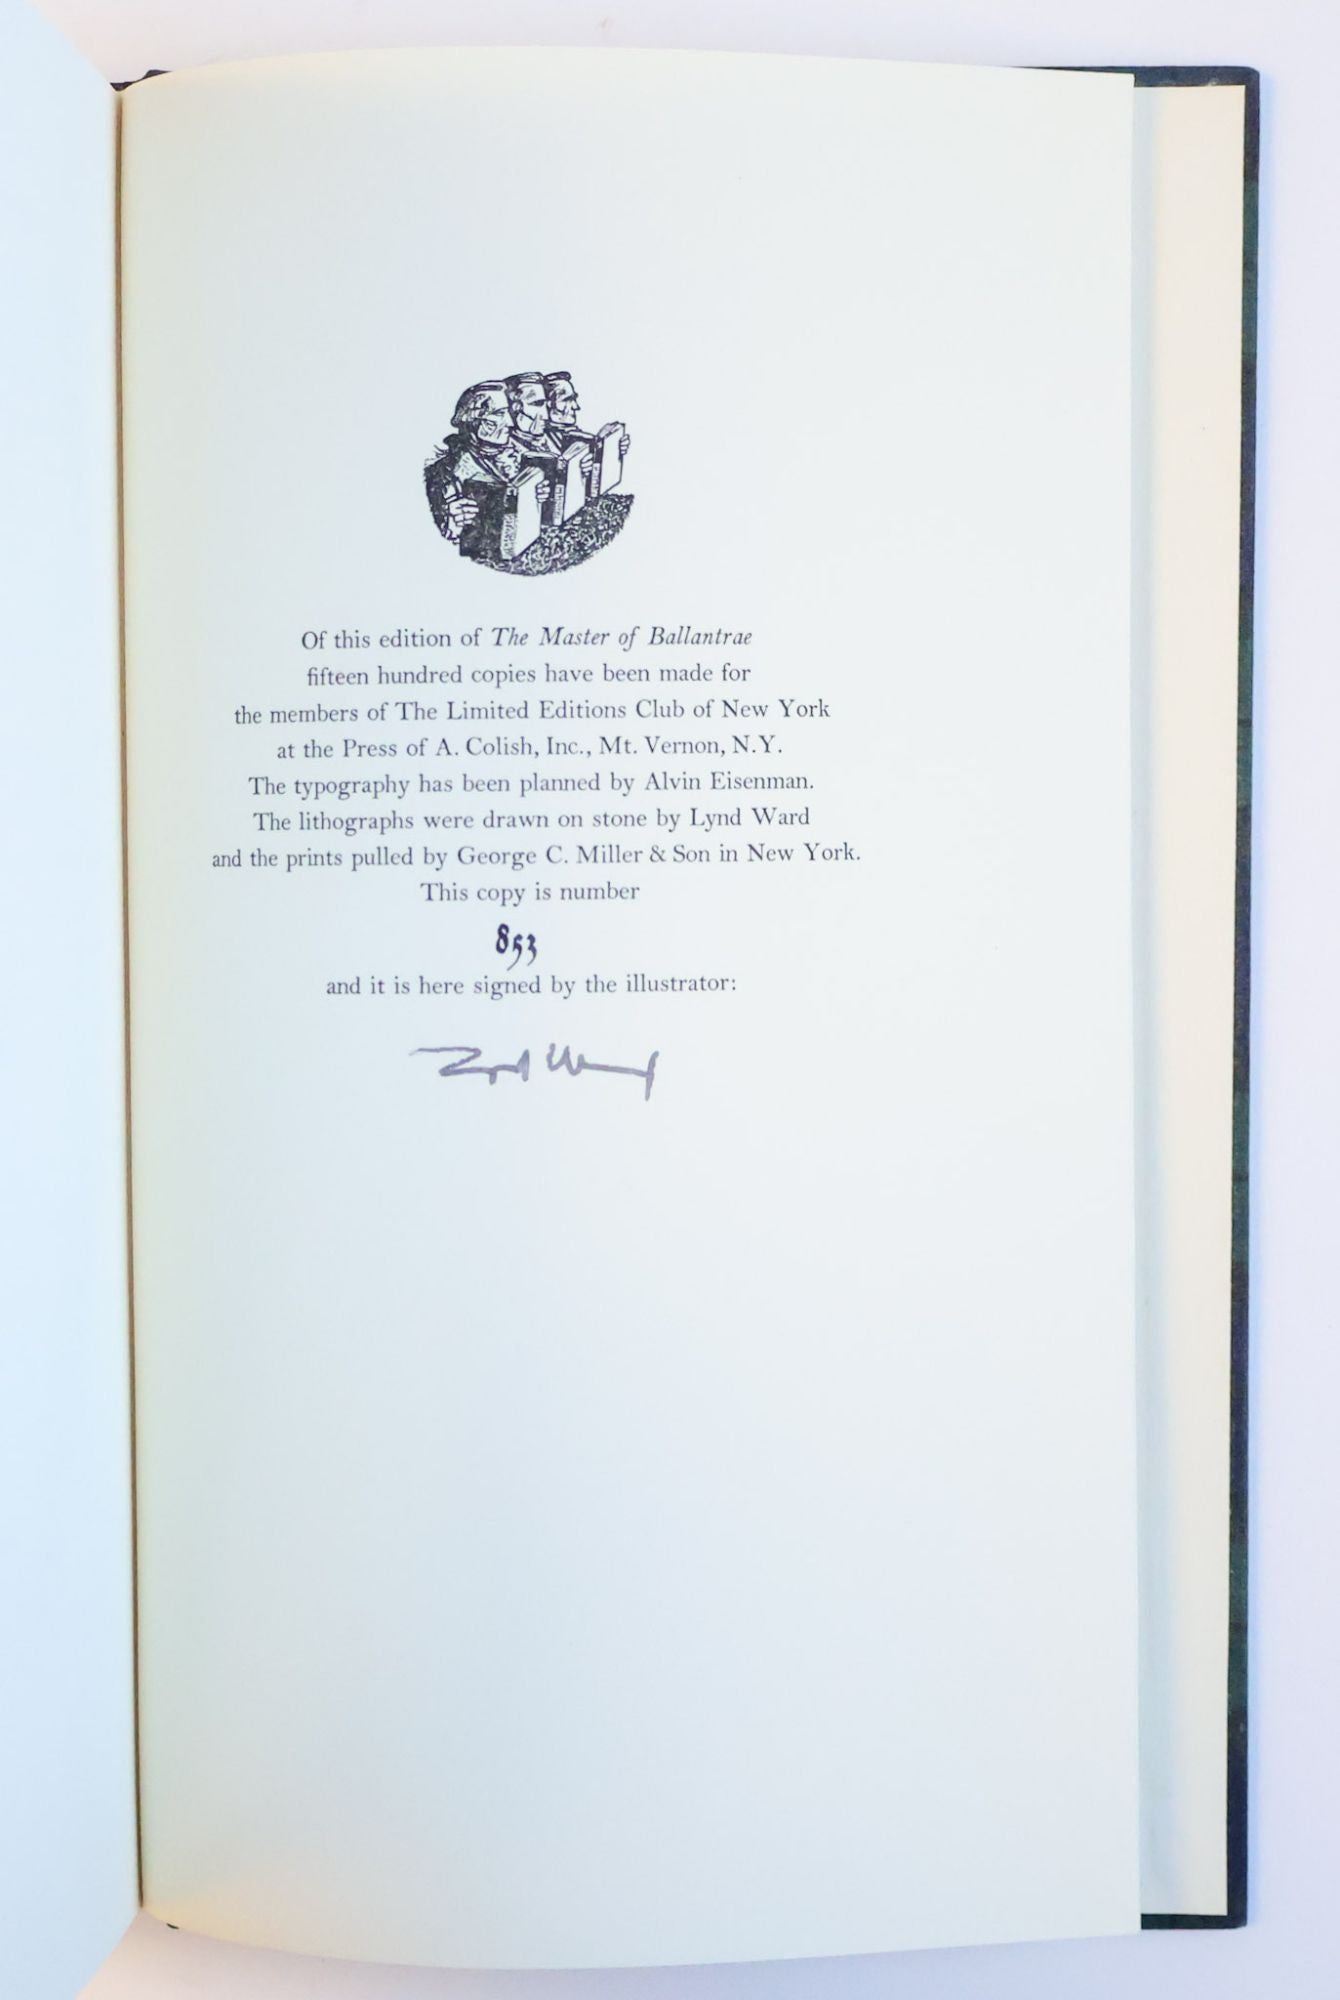 Of this edition of The Master of Ballantrae
fifteen hundred copies have been made for
the members of The Limited Editions Club of New York
at the Press of A. Colish, Inc., Mt. Vernon, N.Y.
The typography has been planned by Alvin Eisenman.
The lithographs were drawn on stone by Lynd Ward
and the prints pulled by George C. Miller & Son in New York.
This copy is number
853
and it is here signed by the illustrator:
Lynd Ward